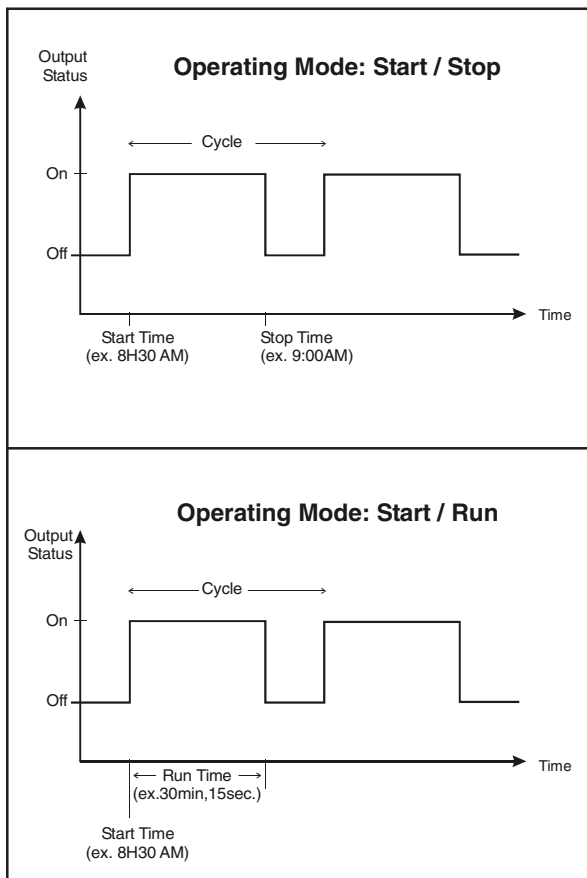 Output
Status
Operating Mode: Start / Stop
Cycle
On
Off
Time
Start Time
(ex. 8H30 AM)
Stop Time
(ex. 9:00AM)
Operating Mode: Start / Run
Output
Status
Cycle
On
Off
Time
Run Time
(ex.30min,15sec.)
Start Time
(ex. 8H30 AM)